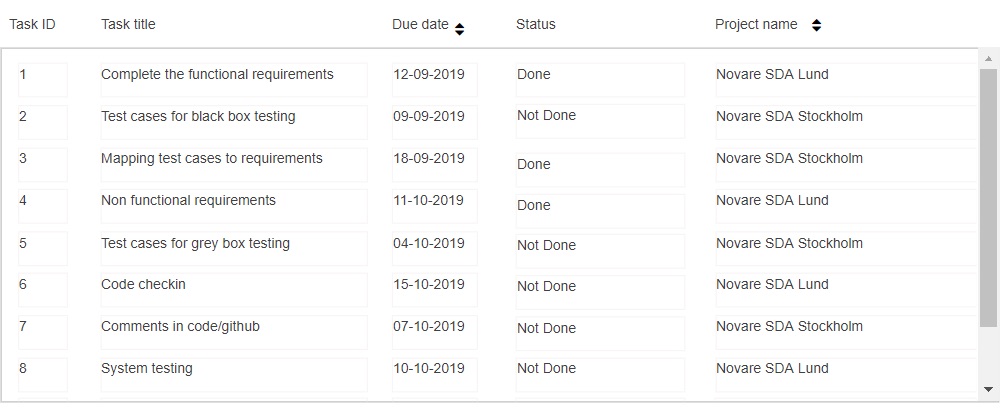 Task ID Task title Due date Status Project name
1 Complete the functional requirements 12-09-2019 Done Novare SDA Lund
2 Test cases for black box testing 09-09-2019 Not Done Novare SDA Stockholm
3 Mapping test cases to requirements 18-09-2019 Done Novare SDA Stockholm
4 Non functional requirements 11-10-2019 Done Novare SDA Lund
5 Test cases for grey box testing 04-10-2019 Not Done Novare SDA Stockholm
6 Code checkin 15-10-2019 Not Done Novare SDA Lund
7 Comments in code/github 07-10-2019 Not Done Novare SDA Stockholm
8 System testing 10-10-2019 Not Done Novare SDA Lund